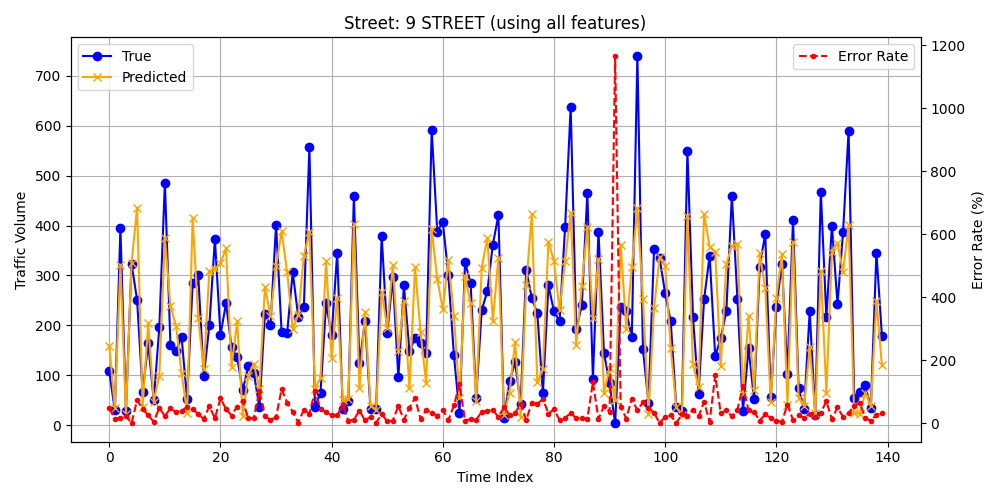 Street: 9 STREET (using all features)
True
Predicted
Error Rate
Traffic Volume
700
600
500
400
300
200
100
0
1200
1000
800
600
400
200
0
Error Rate (%)
0 20 40 60 80 100 120 140
Time Index